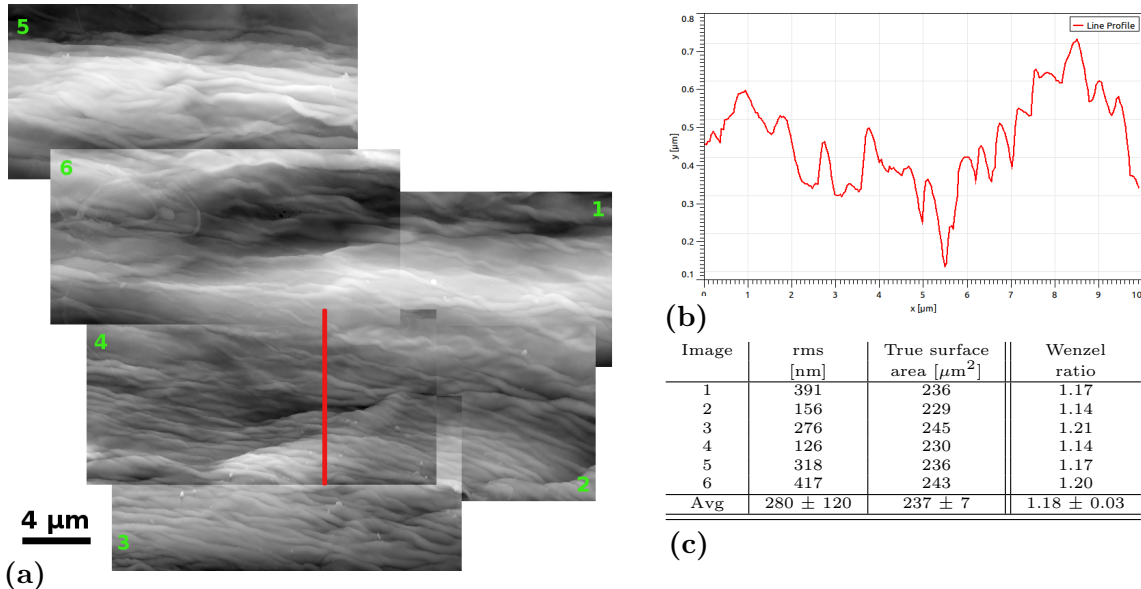 5
6
1
4
2
3
4 μm
(a)
0.8
0.7
0.6
0.5
0.4
0.3
0.2
0.1
y [μm]
Line Profile
0 1 2 3 4 5 6 7 8 9 10
x [μm]
(b)
Image rms True surface Wenzel
[nm] area [μm²] ratio
1 391 236 1.17
2 156 229 1.14
3 276 245 1.21
4 126 230 1.14
5 318 236 1.17
6 417 243 1.20
Avg 280 ± 120 237 ± 7 1.18 ± 0.03
(c)